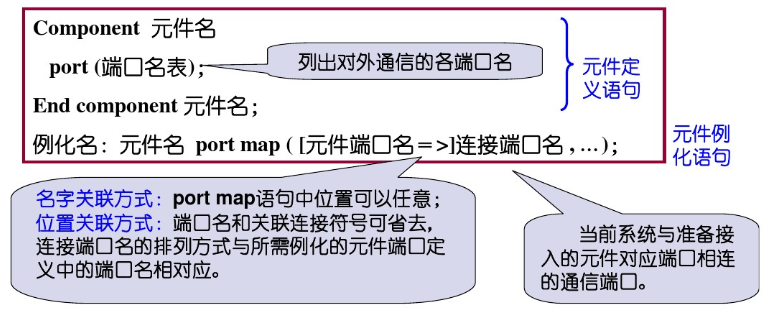 Component 元件名
port (端口名表);
列出对外通信的各端口名
元件定
义语句
End component 元件名;
例化名: 元件名 port map ( [元件端口名=>]连接端口名 , ...);
元件例
化语句
名字关联方式: port map语句中位置可以任意;
位置关联方式: 端口名和关联连接符号可省去,
连接端口名的排列方式与所需例化的元件端口定
义中的端口名相对应。
当前系统与准备接
入的元件对应端口相连
的通信端口。